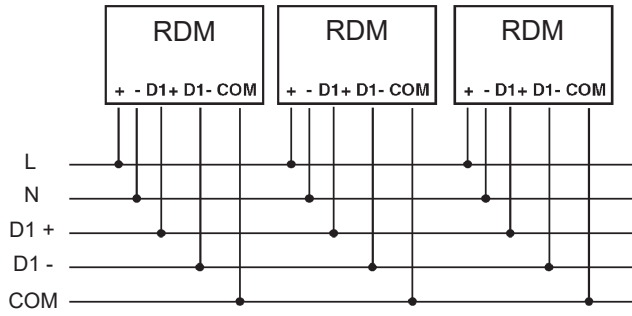 RDM RDM RDM
+ - D1+ D1- COM + - D1+ D1- COM + - D1+ D1- COM
L
N
D1 +
D1 -
COM